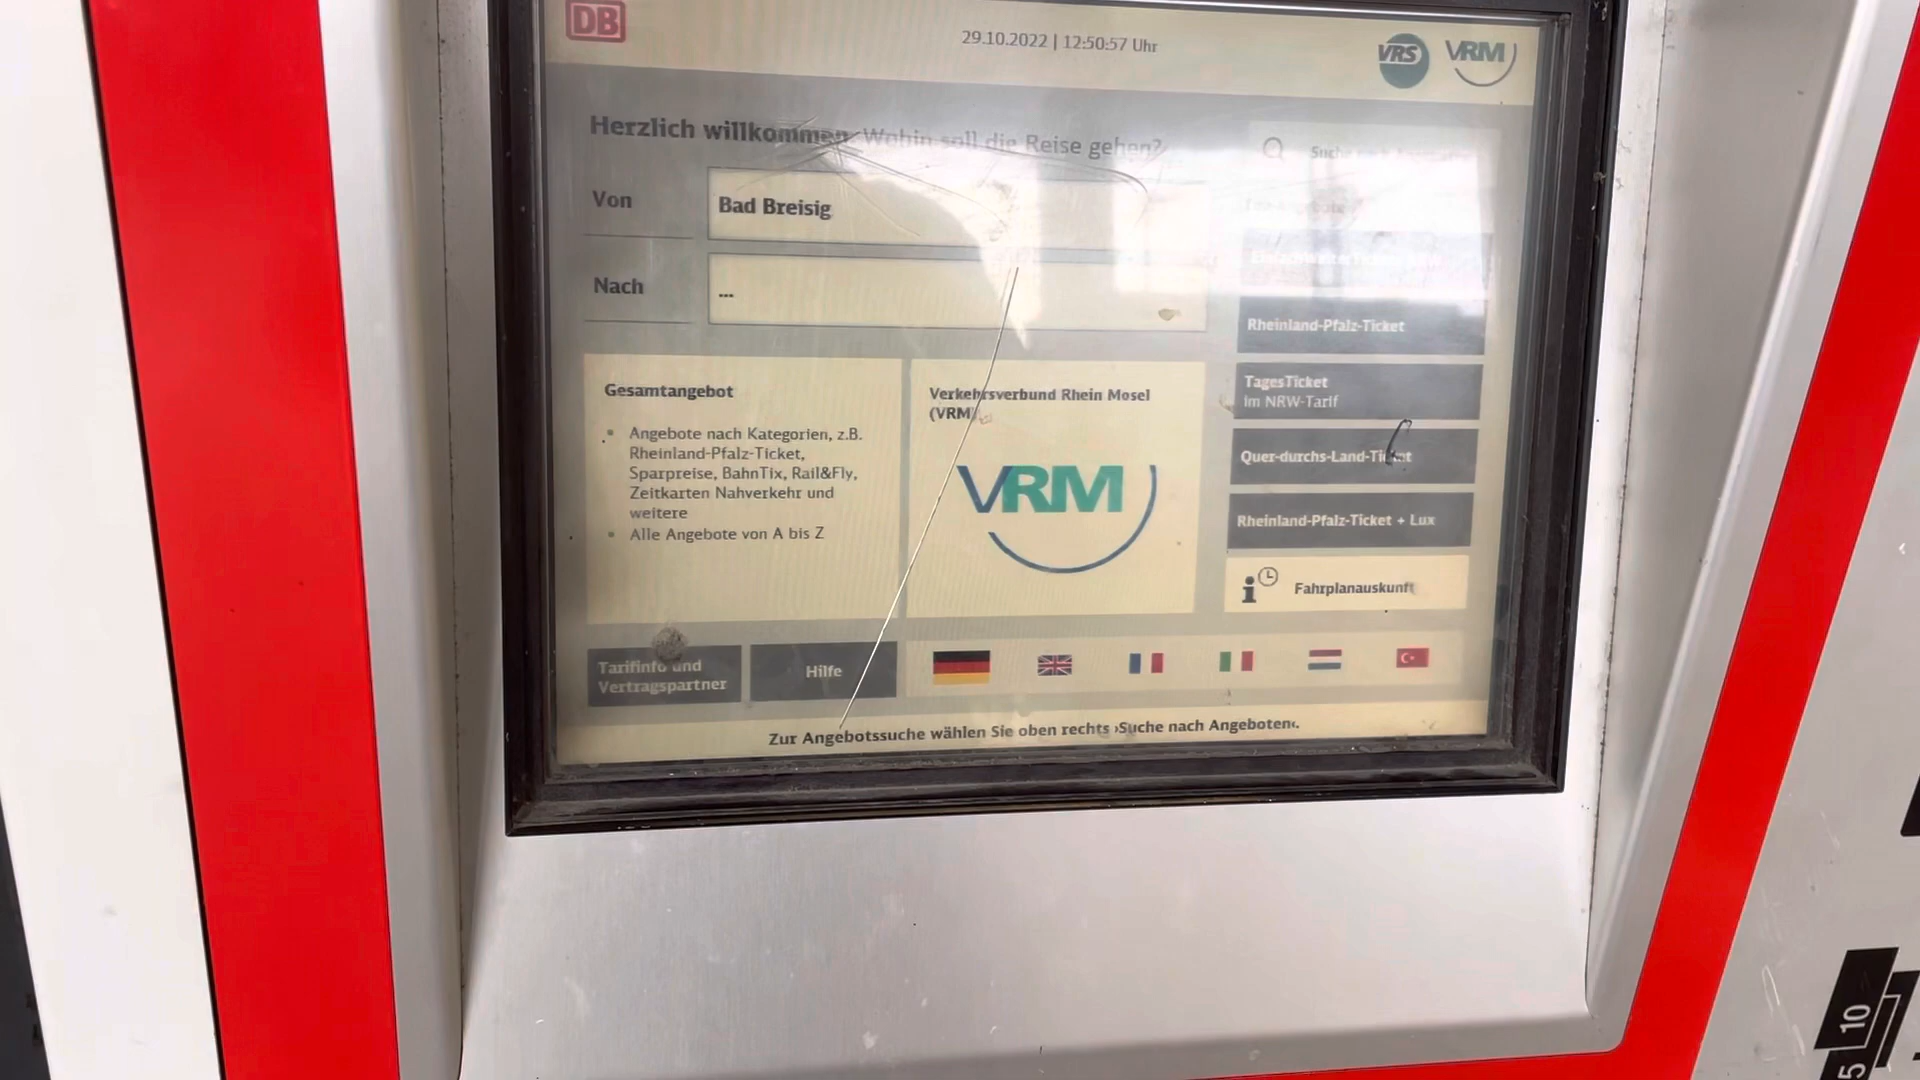 DB
29.10.2022 | 12:50:57 Uhr
VRS
VRM
Herzlich willkommen. Wohin soll die Reise gehen?
Suche nach
Von
Bad Breisig
Nach
...
Rheinland-Pfalz-Ticket
TagesTicket
im NRW-Tarif
Quer-durchs-Land-Ticket
Rheinland-Pfalz-Ticket + Lux
Fahrplanauskunft
Gesamtangebot
• Angebote nach Kategorien, z.B.
Rheinland-Pfalz-Ticket,
Sparpreise, BahnTix, Rail&Fly,
Zeitkarten Nahverkehr und
weitere
• Alle Angebote von A bis Z
Verkehrsverbund Rhein Mosel
(VRM)
VRM
Tarifinfo und
Vertragspartner
Hilfe
Zur Angebotssuche wählen Sie oben rechts ›Suche nach Angeboten‹.
10
5